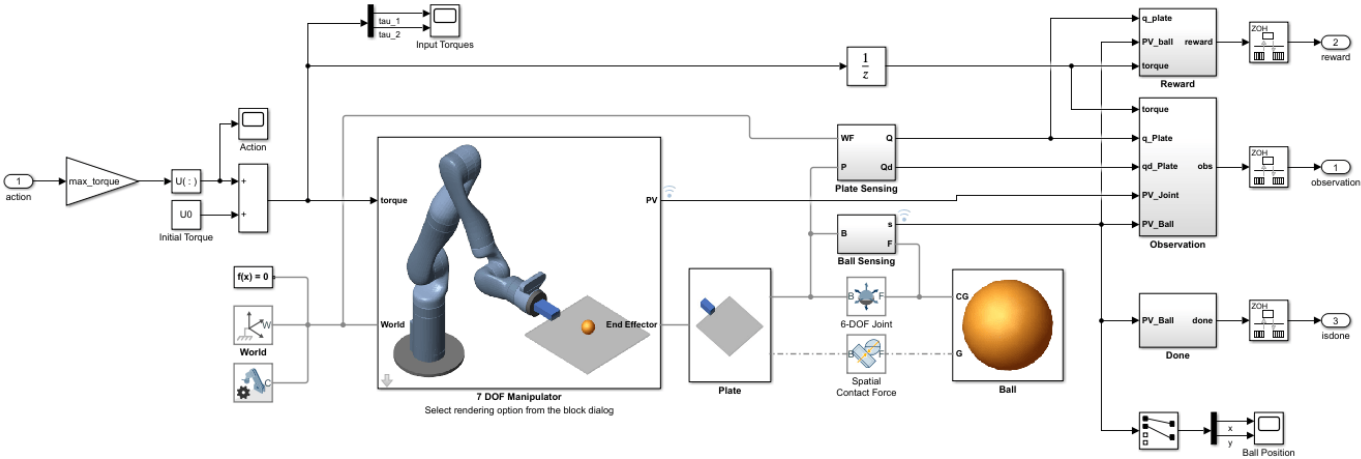 tau_1
tau_2
Input Torques
q_plate
PV_ball
torque
reward
Reward
ZOH
2
reward
1
z
Action
1
action
max_torque
U( : )
+
+
U0
Initial Torque
torque
PV
World
End Effector
7 DOF Manipulator
Select rendering option from the block dialog
f(x) = 0
W
World
C
WF
P
Q
Qd
Plate Sensing
B
s
F
Ball Sensing
Plate
B
F
6-DOF Joint
B
F
Spatial
Contact Force
CG
G
Ball
torque
q_Plate
qd_Plate
PV_Joint
PV_Ball
obs
Observation
ZOH
1
observation
PV_Ball
done
Done
ZOH
3
isdone
x
y
Ball Position